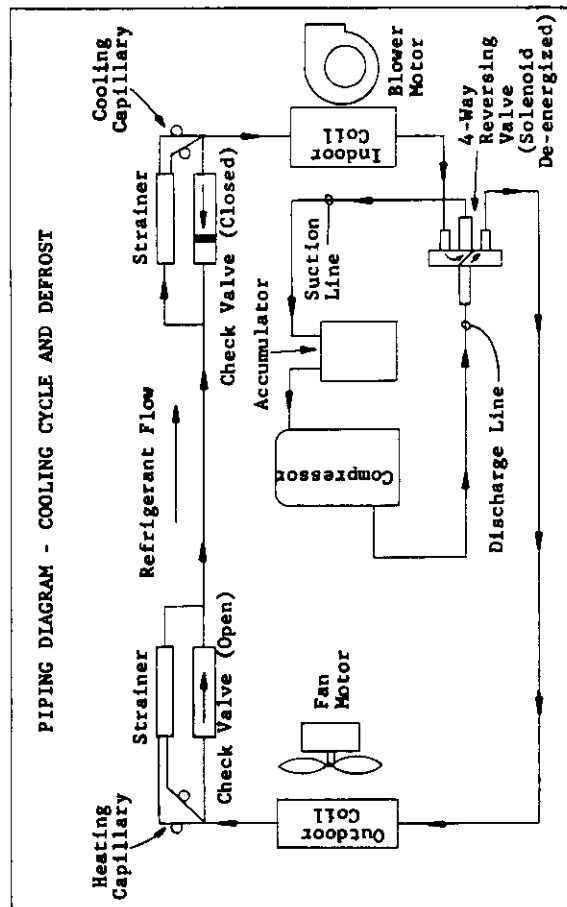 PIPING DIAGRAM - COOLING CYCLE AND DEFROST
Heating
Capillary
Strainer
Check Valve (Open)
Refrigerant Flow
Strainer
Check Valve (Closed)
Cooling
Capillary
Outdoor
Coil
Fan
Motor
Compressor
Accumulator
Suction
Line
Discharge Line
Indoor
Coil
Blower
Motor
4-Way
Reversing
Valve
(Solenoid
De-energized)